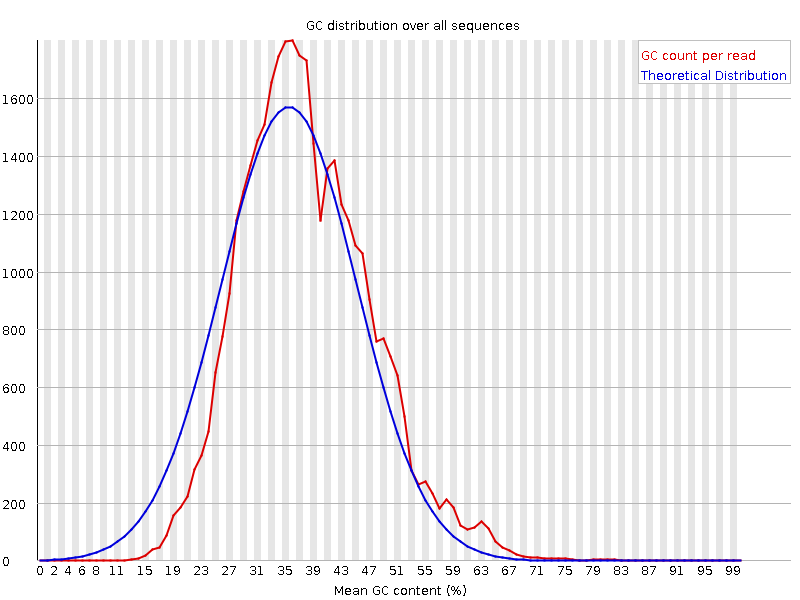 GC distribution over all sequences
GC count per read
Theoretical Distribution
1600
1400
1200
1000
800
600
400
200
0
0 2 4 6 8 11 15 19 23 27 31 35 39 43 47 51 55 59 63 67 71 75 79 83 87 91 95 99
Mean GC content (%)